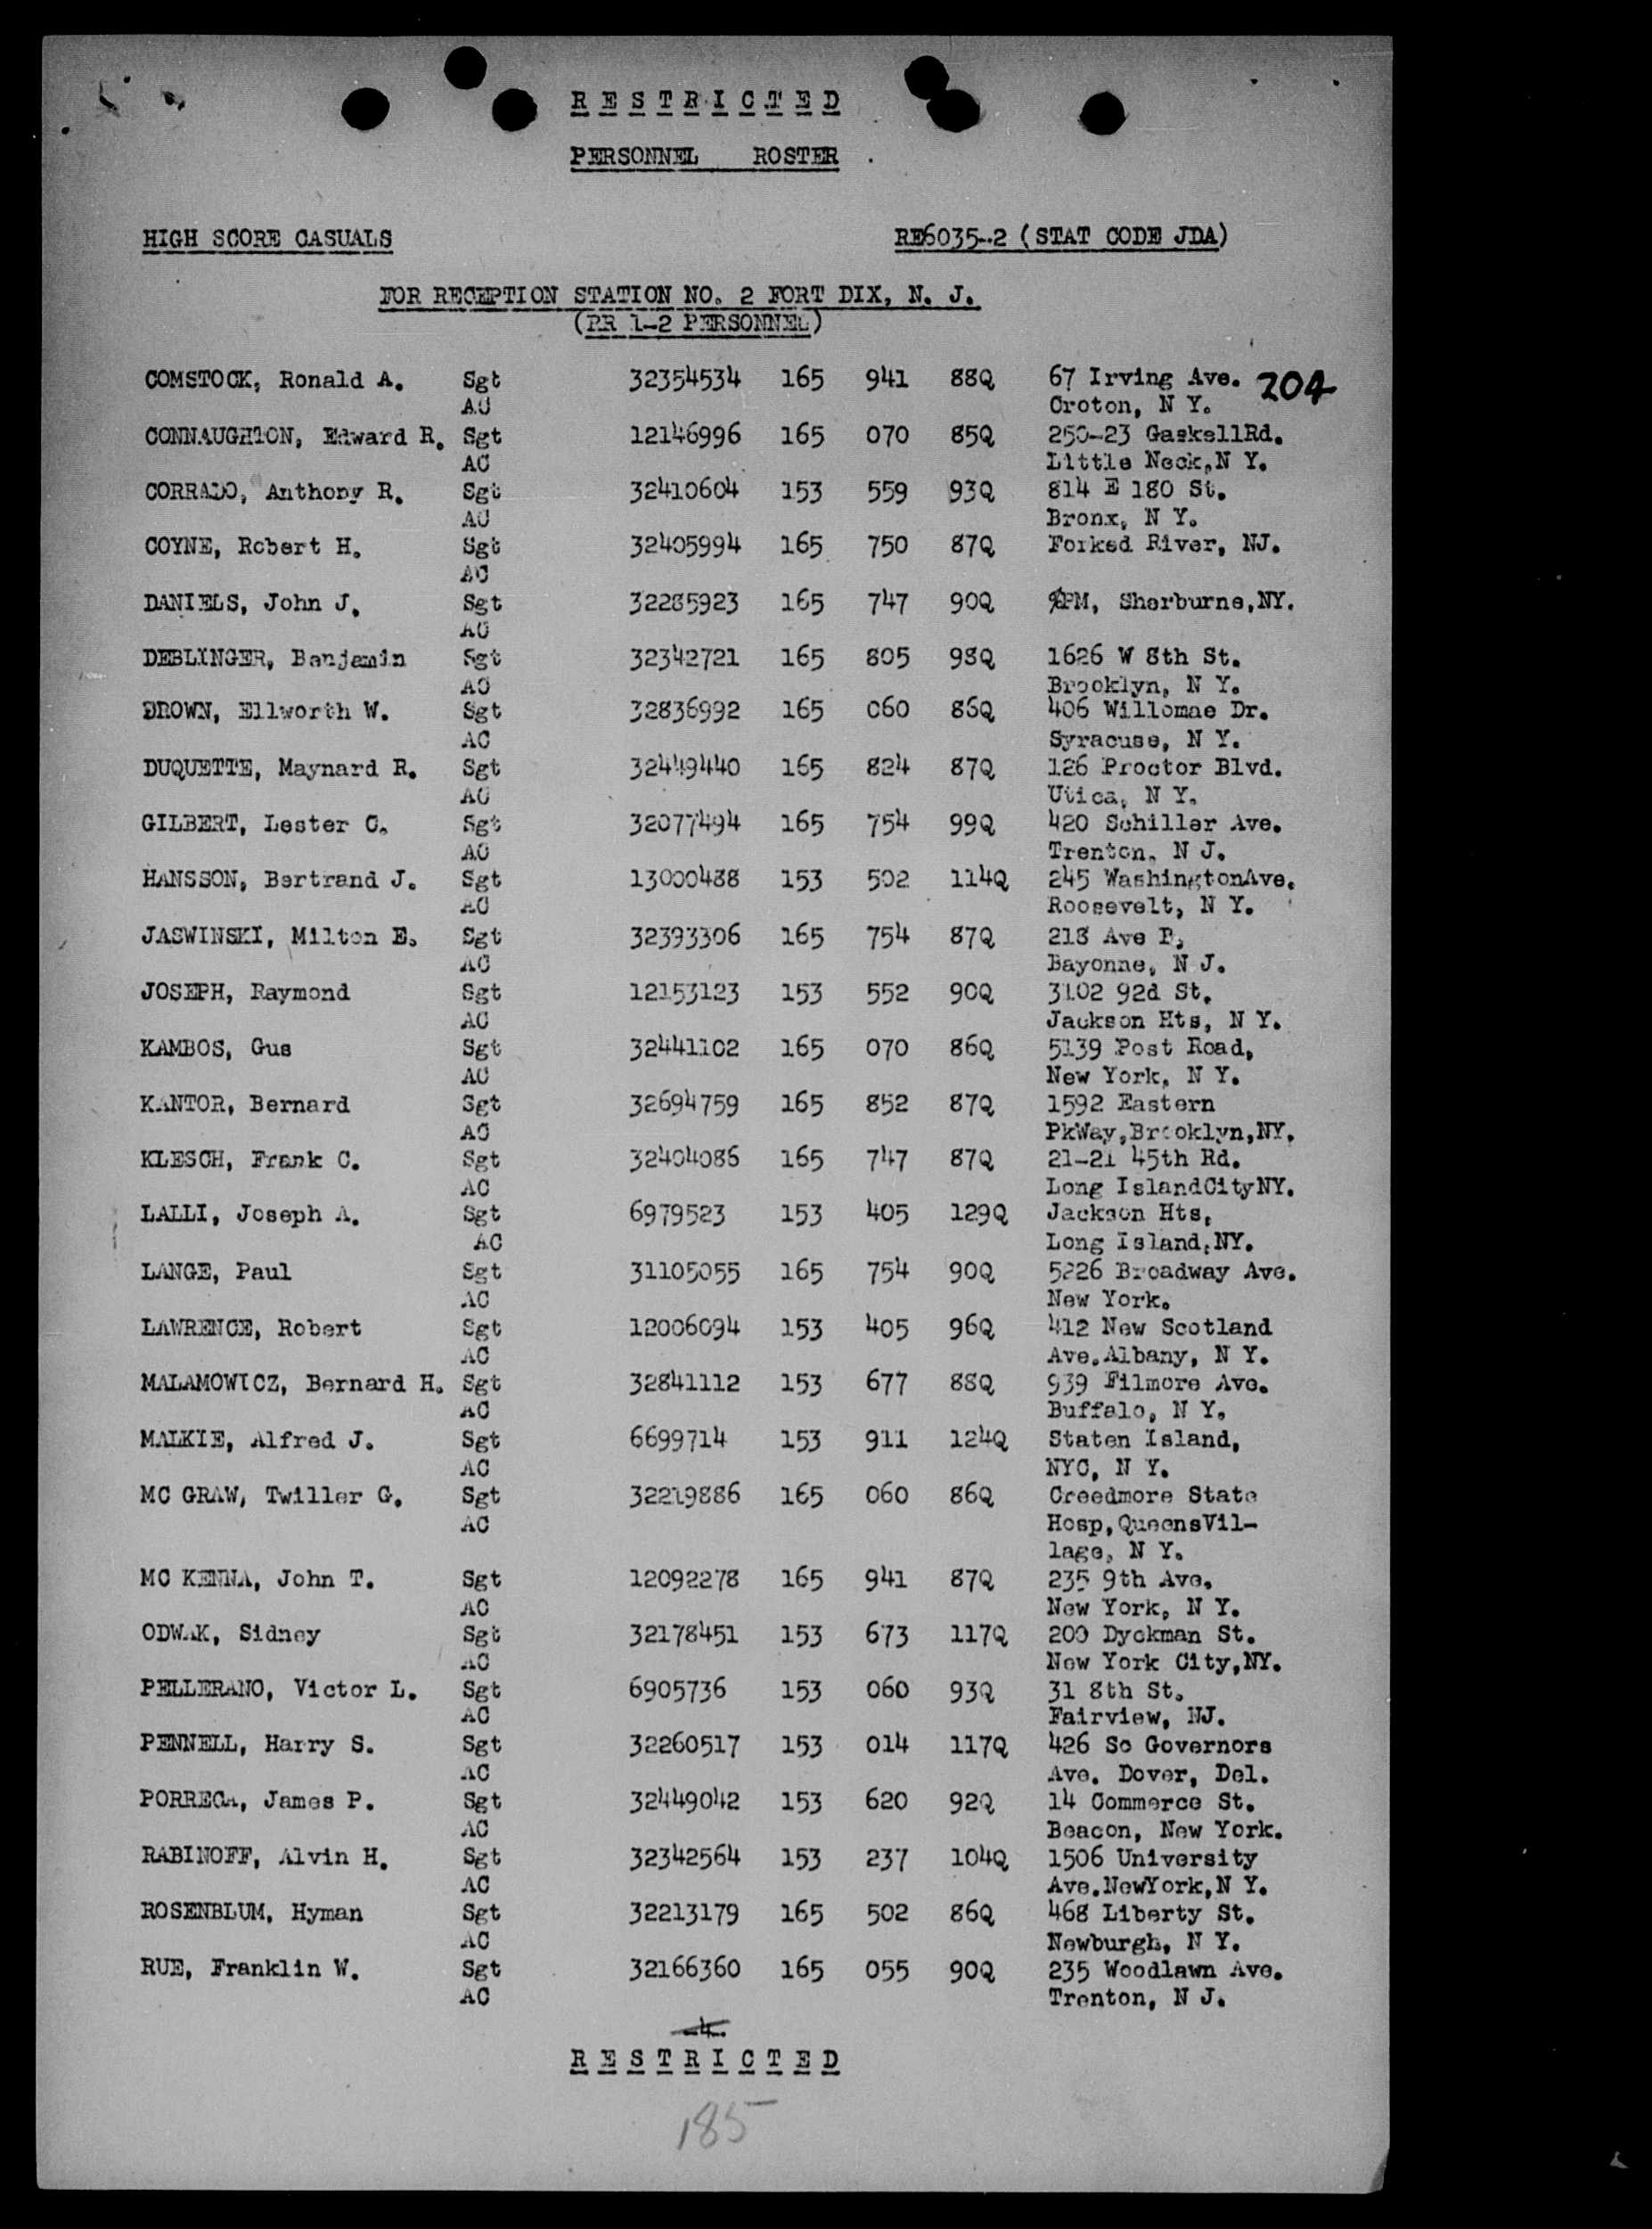 R E S T R I C T E D
PERSONNEL ROSTER
HIGH SCORE CASUALS RE6035-2 (STAT CODE JDA)
FOR RECEPTION STATION NO. 2 FORT DIX, N. J.
(PR 1-2 PERSONNEL)
COMSTOCK, Ronald A. Sgt 32354534 165 941 88Q 67 Irving Ave. 204
AC Croton, N Y.
CONNAUGHTON, Edward R. Sgt 12146996 165 070 85Q 250-23 GaskellRd.
AC Little Neck,N Y.
CORRADO, Anthony R. Sgt 32410604 153 559 93Q 814 E 180 St.
AC Bronx, N Y.
COYNE, Robert H. Sgt 32405994 165 750 87Q Forked River, NJ.
AC
DANIELS, John J. Sgt 32285923 165 747 90Q PM, Sherburne,NY.
AC
DEBLINGER, Benjamin Sgt 32342721 165 805 98Q 1626 W 8th St.
AC Brooklyn, N Y.
DROWN, Ellworth W. Sgt 32836992 165 060 86Q 406 Willomae Dr.
AC Syracuse, N Y.
DUQUETTE, Maynard R. Sgt 32449440 165 824 87Q 126 Proctor Blvd.
AC Utica, N Y.
GILBERT, Lester C. Sgt 32077494 165 754 99Q 420 Schiller Ave.
AC Trenton, N J.
HANSSON, Bertrand J. Sgt 13000488 153 502 114Q 245 WashingtonAve.
AC Roosevelt, N Y.
JASWINSKI, Milton E. Sgt 32393306 165 754 87Q 218 Ave B,
AC Bayonne, N J.
JOSEPH, Raymond Sgt 12153123 153 552 90Q 3102 92d St.
AC Jackson Hts, N Y.
KAMBOS, Gus Sgt 32441102 165 070 86Q 5139 Post Road,
AC New York, N Y.
KANTOR, Bernard Sgt 32694759 165 852 87Q 1592 Eastern
AC PkWay,Brooklyn,NY.
KLESCH, Frank C. Sgt 32404086 165 747 87Q 21-21 45th Rd.
AC Long IslandCityNY.
LALLI, Joseph A. Sgt 6979523 153 405 129Q Jackson Hts,
AC Long Island,NY.
LANGE, Paul Sgt 31105055 165 754 90Q 5226 Broadway Ave.
AC New York.
LAWRENCE, Robert Sgt 12006094 153 405 96Q 412 New Scotland
AC Ave.Albany, N Y.
MALAMOWICZ, Bernard H. Sgt 32841112 153 677 88Q 939 Filmore Ave.
AC Buffalo, N Y.
MALKIE, Alfred J. Sgt 6699714 153 911 124Q Staten Island,
AC NYC, N Y.
MC GRAW, Twiller G. Sgt 32219886 165 060 86Q Creedmore State
AC Hosp,QueensVil-
lage, N Y.
MC KENNA, John T. Sgt 12092278 165 941 87Q 235 9th Ave.
AC New York, N Y.
ODWAK, Sidney Sgt 32178451 153 673 117Q 200 Dyckman St.
AC New York City,NY.
PELLERANO, Victor L. Sgt 6905736 153 060 93Q 31 8th St.
AC Fairview, NJ.
PENNELL, Harry S. Sgt 32260517 153 014 117Q 426 So Governors
AC Ave. Dover, Del.
PORRECA, James P. Sgt 32449042 153 620 92Q 14 Commerce St.
AC Beacon, New York.
RABINOFF, Alvin H. Sgt 32342564 153 237 104Q 1506 University
AC Ave.NewYork,N Y.
ROSENBLUM, Hyman Sgt 32213179 165 502 86Q 468 Liberty St.
AC Newburgh, N Y.
RUE, Franklin W. Sgt 32166360 165 055 90Q 235 Woodlawn Ave.
AC Trenton, N J.
-4-
R E S T R I C T E D
185